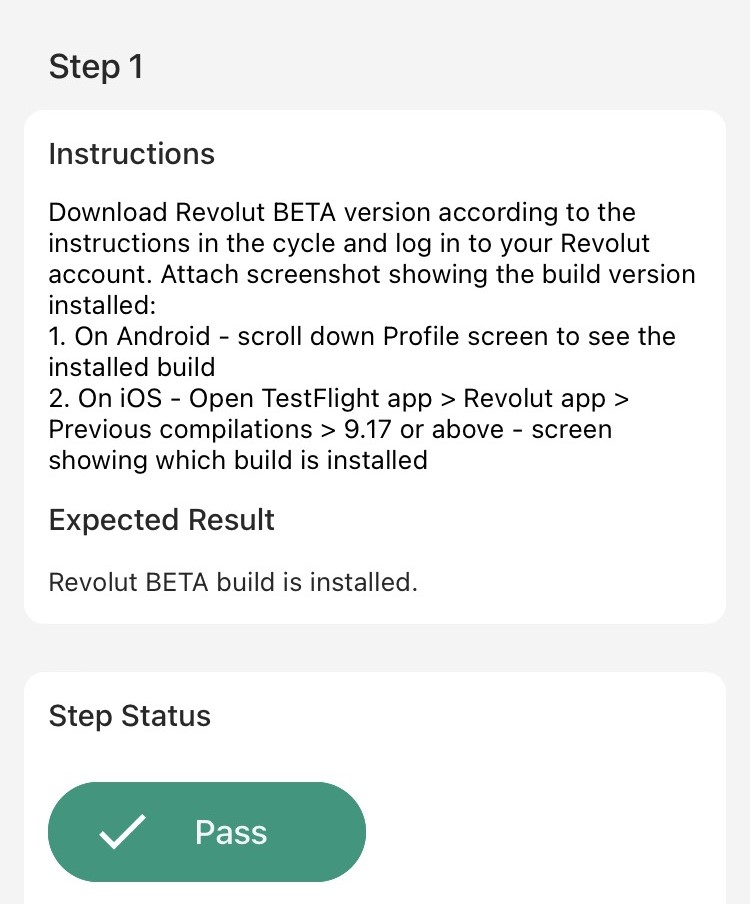 Step 1
Instructions
Download Revolut BETA version according to the
instructions in the cycle and log in to your Revolut
account. Attach screenshot showing the build version
installed:
1. On Android - scroll down Profile screen to see the
installed build
2. On iOS - Open TestFlight app > Revolut app >
Previous compilations > 9.17 or above - screen
showing which build is installed
Expected Result
Revolut BETA build is installed.
Step Status
Pass